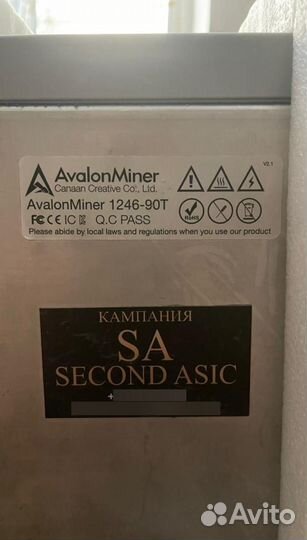 AvalonMiner
Canaan Creative Co., Ltd.
V2.1
AvalonMiner 1246-90T
FC CE IC Q.C PASS
RoHS
Please abide by local laws and regulations when you use our product
КАМПАНИЯ
SA
SECOND ASIC
+
Avito